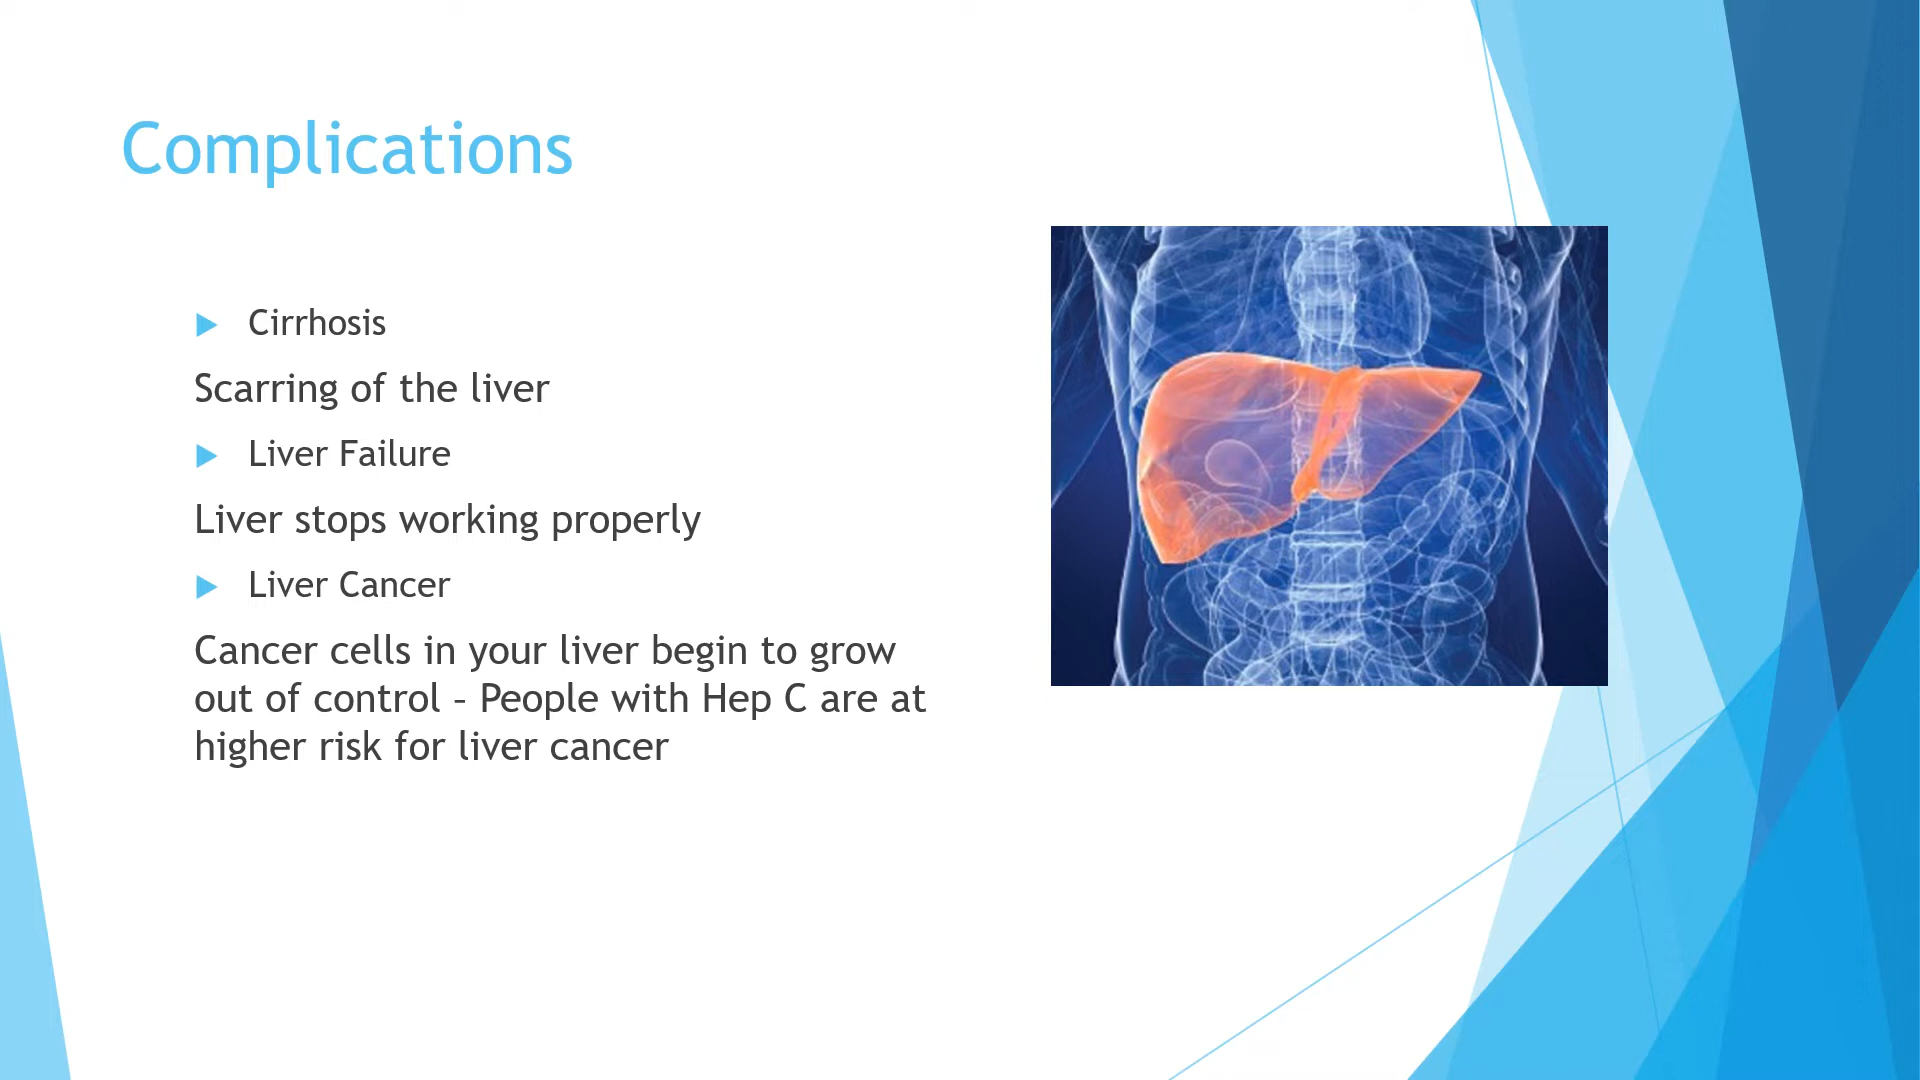 Complications
Cirrhosis
Scarring of the liver
Liver Failure
Liver stops working properly
Liver Cancer
Cancer cells in your liver begin to grow
out of control – People with Hep C are at
higher risk for liver cancer